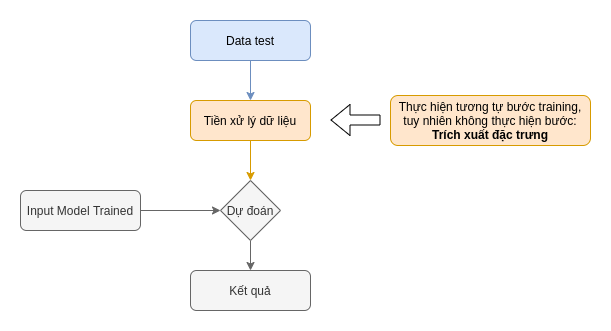 Data test
Tiền xử lý dữ liệu
Thực hiện tương tự bước training,
tuy nhiên không thực hiện bước:
Trích xuất đặc trưng
Input Model Trained
Dự đoán
Kết quả